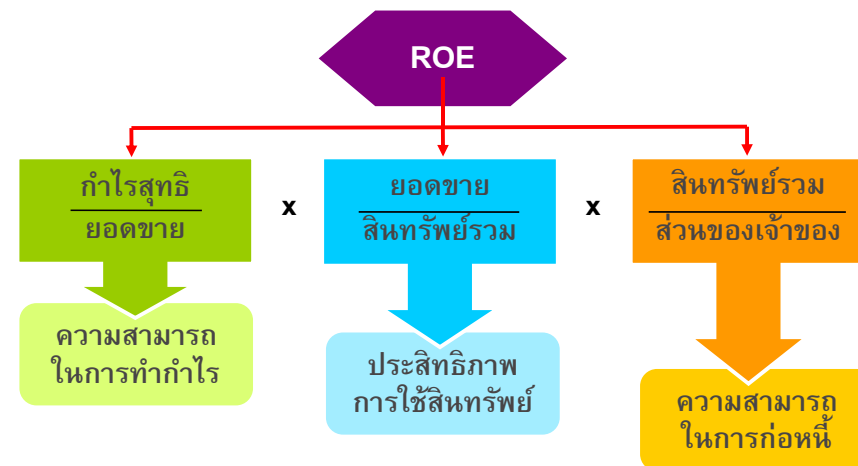 ROE
กำไรสุทธิ
ยอดขาย
x
ยอดขาย
สินทรัพย์รวม
x
สินทรัพย์รวม
ส่วนของเจ้าของ
ความสามารถ
ในการทำกำไร
ประสิทธิภาพ
การใช้สินทรัพย์
ความสามารถ
ในการก่อหนี้